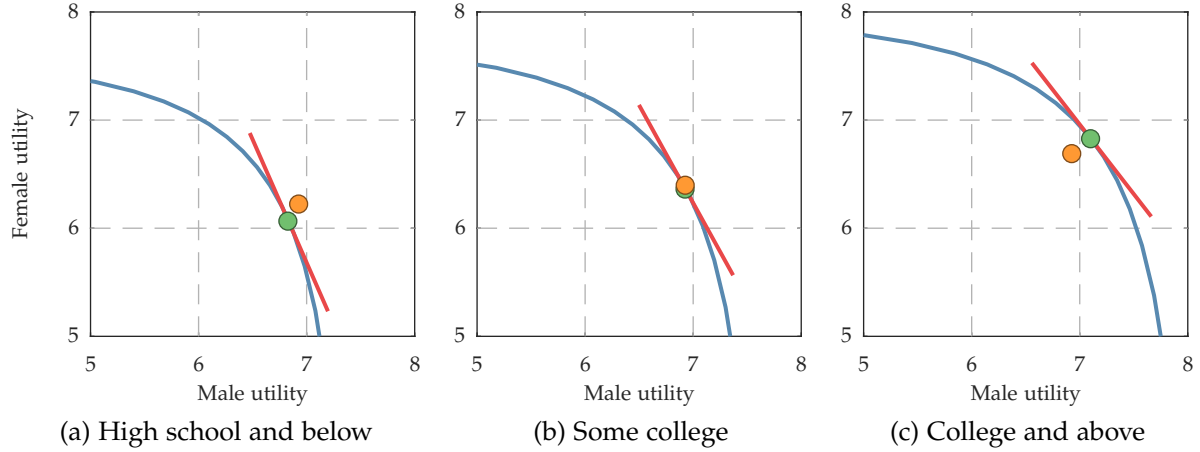 Female utility
8
7
6
5
5 6 7 8
Male utility
(a) High school and below
8
7
6
5
5 6 7 8
Male utility
(b) Some college
8
7
6
5
5 6 7 8
Male utility
(c) College and above